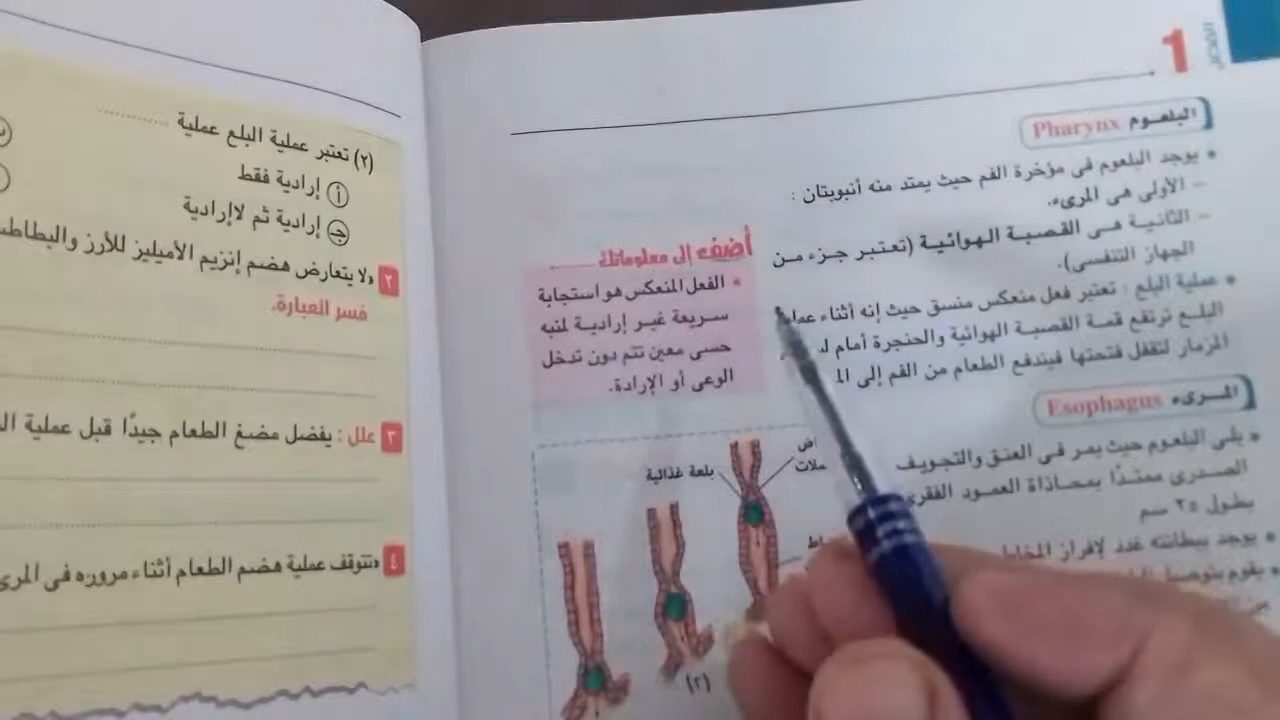 1
البلعوم Pharynx
• يوجد البلعوم فى مؤخرة الفم حيث يمتد منه أنبوبتان :
– الأولى هى المرىء.
– الثانية هى القصبة الهوائية (تعتبر جزء من
الجهاز التنفسى).
• عملية البلع : تعتبر فعل منعكس منسق حيث إنه أثناء
البلع ترتفع قمة القصبة الهوائية والحنجرة أمام
المزمار لتقفل فتحتها فيندفع الطعام من الفم إلى
أضف إلى معلوماتك
• الفعل المنعكس هو استجابة
سريعة غير إرادية لمنبه
حسى معين تتم دون تدخل
الوعى أو الإرادة.
المرىء Esophagus
• يلى البلعوم حيث يمر فى العنق والتجويف
الصدرى ممتدًا بمحاذاة العمود الفقرى
بطول ٢٥ سم
• يوجد ببطانته غدد لإفراز المخاط
• يقوم بتوصيل
بلعة غذائية
(٢)
(٢) تعتبر عملية البلع عملية ..........
أ إرادية فقط
جـ إرادية ثم لاإرادية
٢ «لا يتعارض هضم إنزيم الأميليز للأرز والبطاطس
فسر العبارة.
٣ علل : يفضل مضغ الطعام جيدًا قبل عملية
٤ «تتوقف عملية هضم الطعام أثناء مروره فى